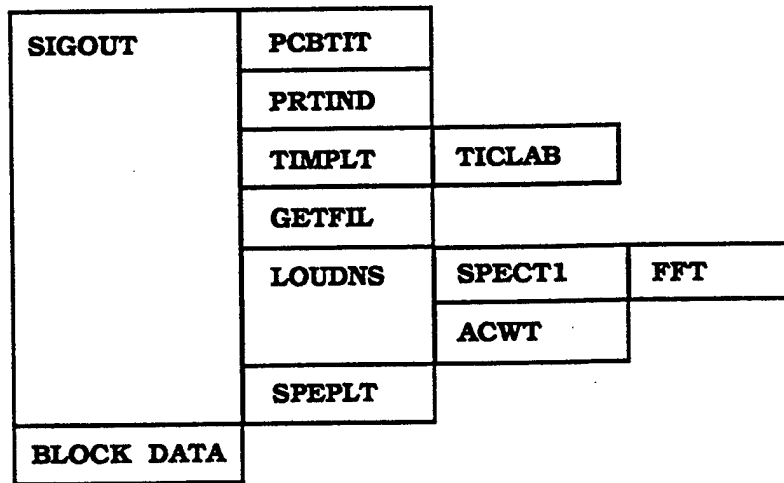 SIGOUT PCBTIT
PRTIND
TIMPLT TICLAB
GETFIL
LOUDNS SPECT1 FFT
ACWT
SPEPLT
BLOCK DATA